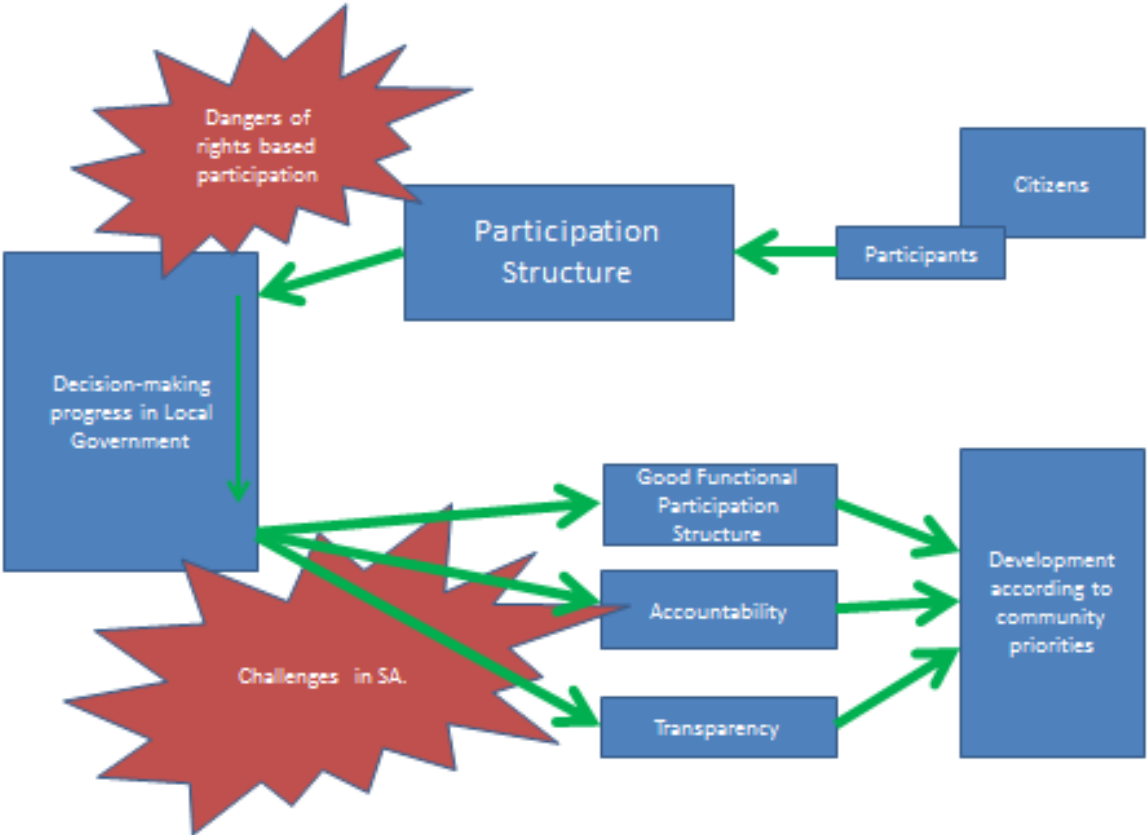 Dangers of
rights based
participation
Citizens
Participation
Structure
Participants
Decision-making
progress in Local
Government
Good Functional
Participation
Structure
Development
according to
community
priorities
Accountability
Challenges in SA.
Transparency